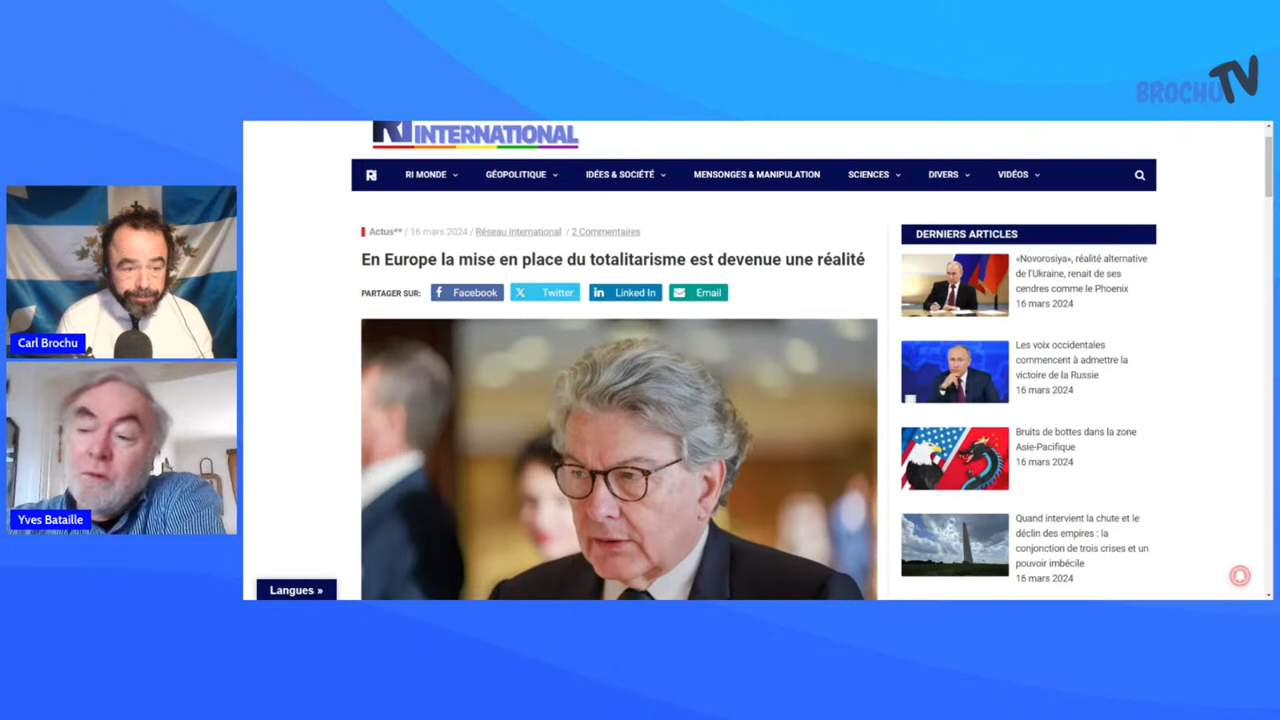 BROCHU TV
RI INTERNATIONAL
RI RI MONDE GÉOPOLITIQUE IDÉES & SOCIÉTÉ MENSONGES & MANIPULATION SCIENCES DIVERS VIDÉOS
Actus** / 16 mars 2024 / Réseau International / 2 Commentaires
En Europe la mise en place du totalitarisme est devenue une réalité
PARTAGER SUR: Facebook Twitter Linked In Email
DERNIERS ARTICLES
«Novorosiya», réalité alternative
de l'Ukraine, renait de ses
cendres comme le Phoenix
16 mars 2024
Les voix occidentales
commencent à admettre la
victoire de la Russie
16 mars 2024
Bruits de bottes dans la zone
Asie-Pacifique
16 mars 2024
Quand intervient la chute et le
déclin des empires : la
conjonction de trois crises et un
pouvoir imbécile
16 mars 2024
Langues »
Carl Brochu
Yves Bataille